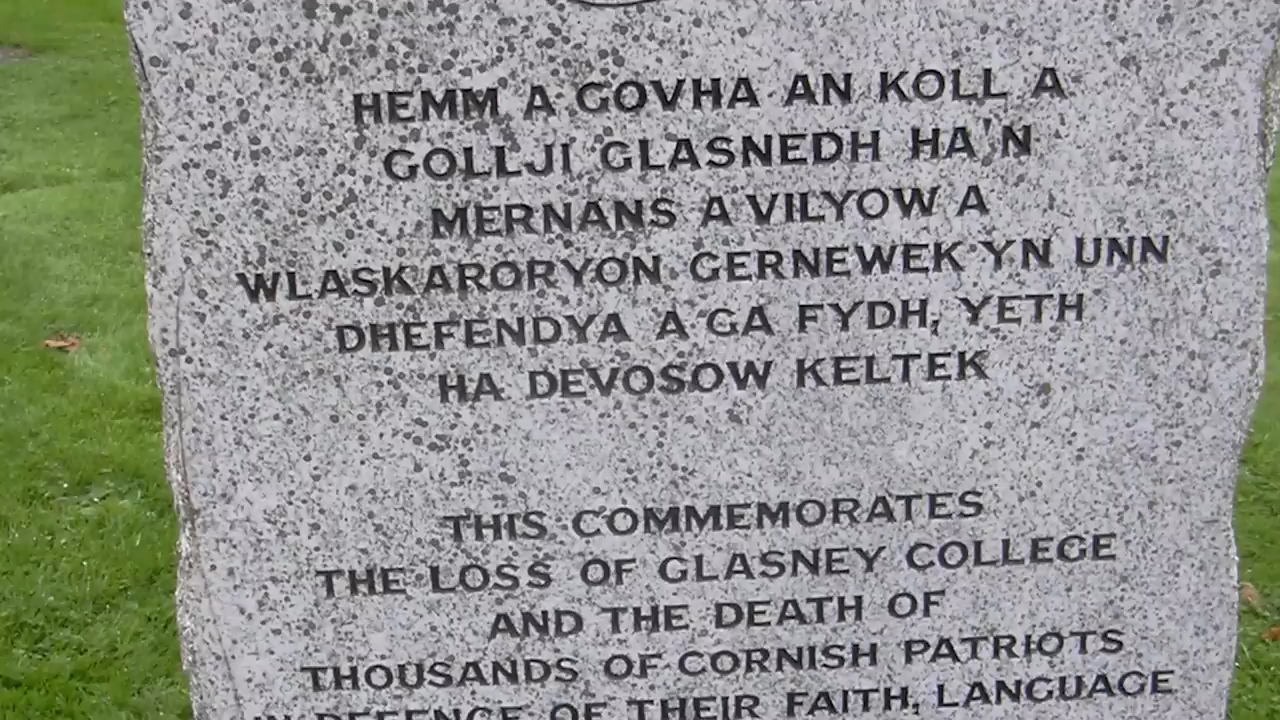 HEMM A GOVHA AN KOLL A
GOLLJI GLASNEDH HA'N
MERNANS A VILYOW A
WLASKARORYON GERNEWEK YN UNN
DHEFENDYA A GA FYDH, YETH
HA DEVOSOW KELTEK
THIS COMMEMORATES
THE LOSS OF GLASNEY COLLEGE
AND THE DEATH OF
THOUSANDS OF CORNISH PATRIOTS
IN DEFENCE OF THEIR FAITH, LANGUAGE